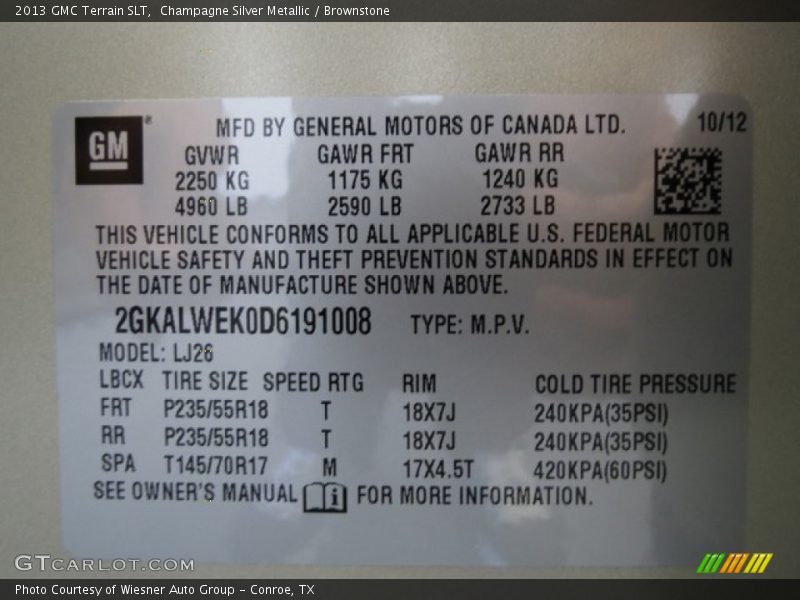 2013 GMC Terrain SLT,  Champagne Silver Metallic / Brownstone
GM®
MFD BY GENERAL MOTORS OF CANADA LTD. 10/12
GVWR GAWR FRT GAWR RR
2250 KG 1175 KG 1240 KG
4960 LB 2590 LB 2733 LB
THIS VEHICLE CONFORMS TO ALL APPLICABLE U.S. FEDERAL MOTOR
VEHICLE SAFETY AND THEFT PREVENTION STANDARDS IN EFFECT ON
THE DATE OF MANUFACTURE SHOWN ABOVE.
2GKALWEK0D6191008 TYPE: M.P.V.
MODEL: LJ26
LBCX TIRE SIZE SPEED RTG RIM COLD TIRE PRESSURE
FRT P235/55R18 T 18X7J 240KPA(35PSI)
RR P235/55R18 T 18X7J 240KPA(35PSI)
SPA T145/70R17 M 17X4.5T 420KPA(60PSI)
SEE OWNER'S MANUAL i FOR MORE INFORMATION.
GTCARLOT.COM
Photo Courtesy of Wiesner Auto Group - Conroe, TX